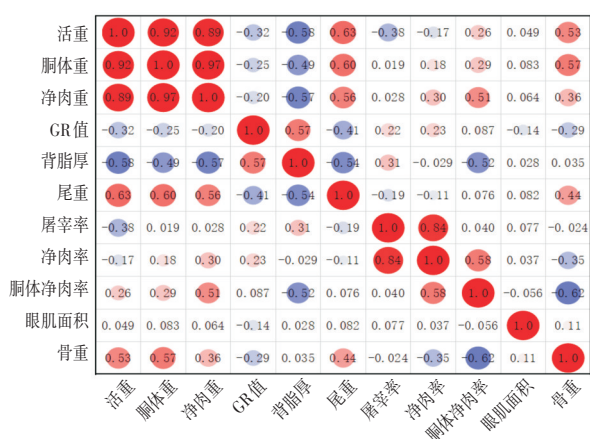 活重 1.0 0.92 0.89 -0.32 -0.58 0.63 -0.38 -0.17 0.26 0.049 0.53
胴体重 0.92 1.0 0.97 -0.25 -0.49 0.60 0.019 0.18 0.29 0.083 0.57
净肉重 0.89 0.97 1.0 -0.20 -0.57 0.56 0.028 0.30 0.51 0.064 0.36
GR值 -0.32 -0.25 -0.20 1.0 0.57 -0.41 0.22 0.23 0.087 -0.14 -0.29
背脂厚 -0.58 -0.49 -0.57 0.57 1.0 -0.54 0.31 -0.029 -0.52 0.028 0.035
尾重 0.63 0.60 0.56 -0.41 -0.54 1.0 -0.19 -0.11 0.076 0.082 0.44
屠宰率 -0.38 0.019 0.028 0.22 0.31 -0.19 1.0 0.84 0.040 0.077 -0.024
净肉率 -0.17 0.18 0.30 0.23 -0.029 -0.11 0.84 1.0 0.58 0.037 -0.35
胴体净肉率 0.26 0.29 0.51 0.087 -0.52 0.076 0.040 0.58 1.0 -0.056 -0.62
眼肌面积 0.049 0.083 0.064 -0.14 0.028 0.082 0.077 0.037 -0.056 1.0 0.11
骨重 0.53 0.57 0.36 -0.29 0.035 0.44 -0.024 -0.35 -0.62 0.11 1.0
活重 胴体重 净肉重 GR值 背脂厚 尾重 屠宰率 净肉率 胴体净肉率 眼肌面积 骨重